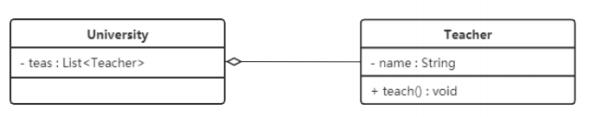 University
- teas : List<Teacher>
Teacher
- name : String
+ teach() : void